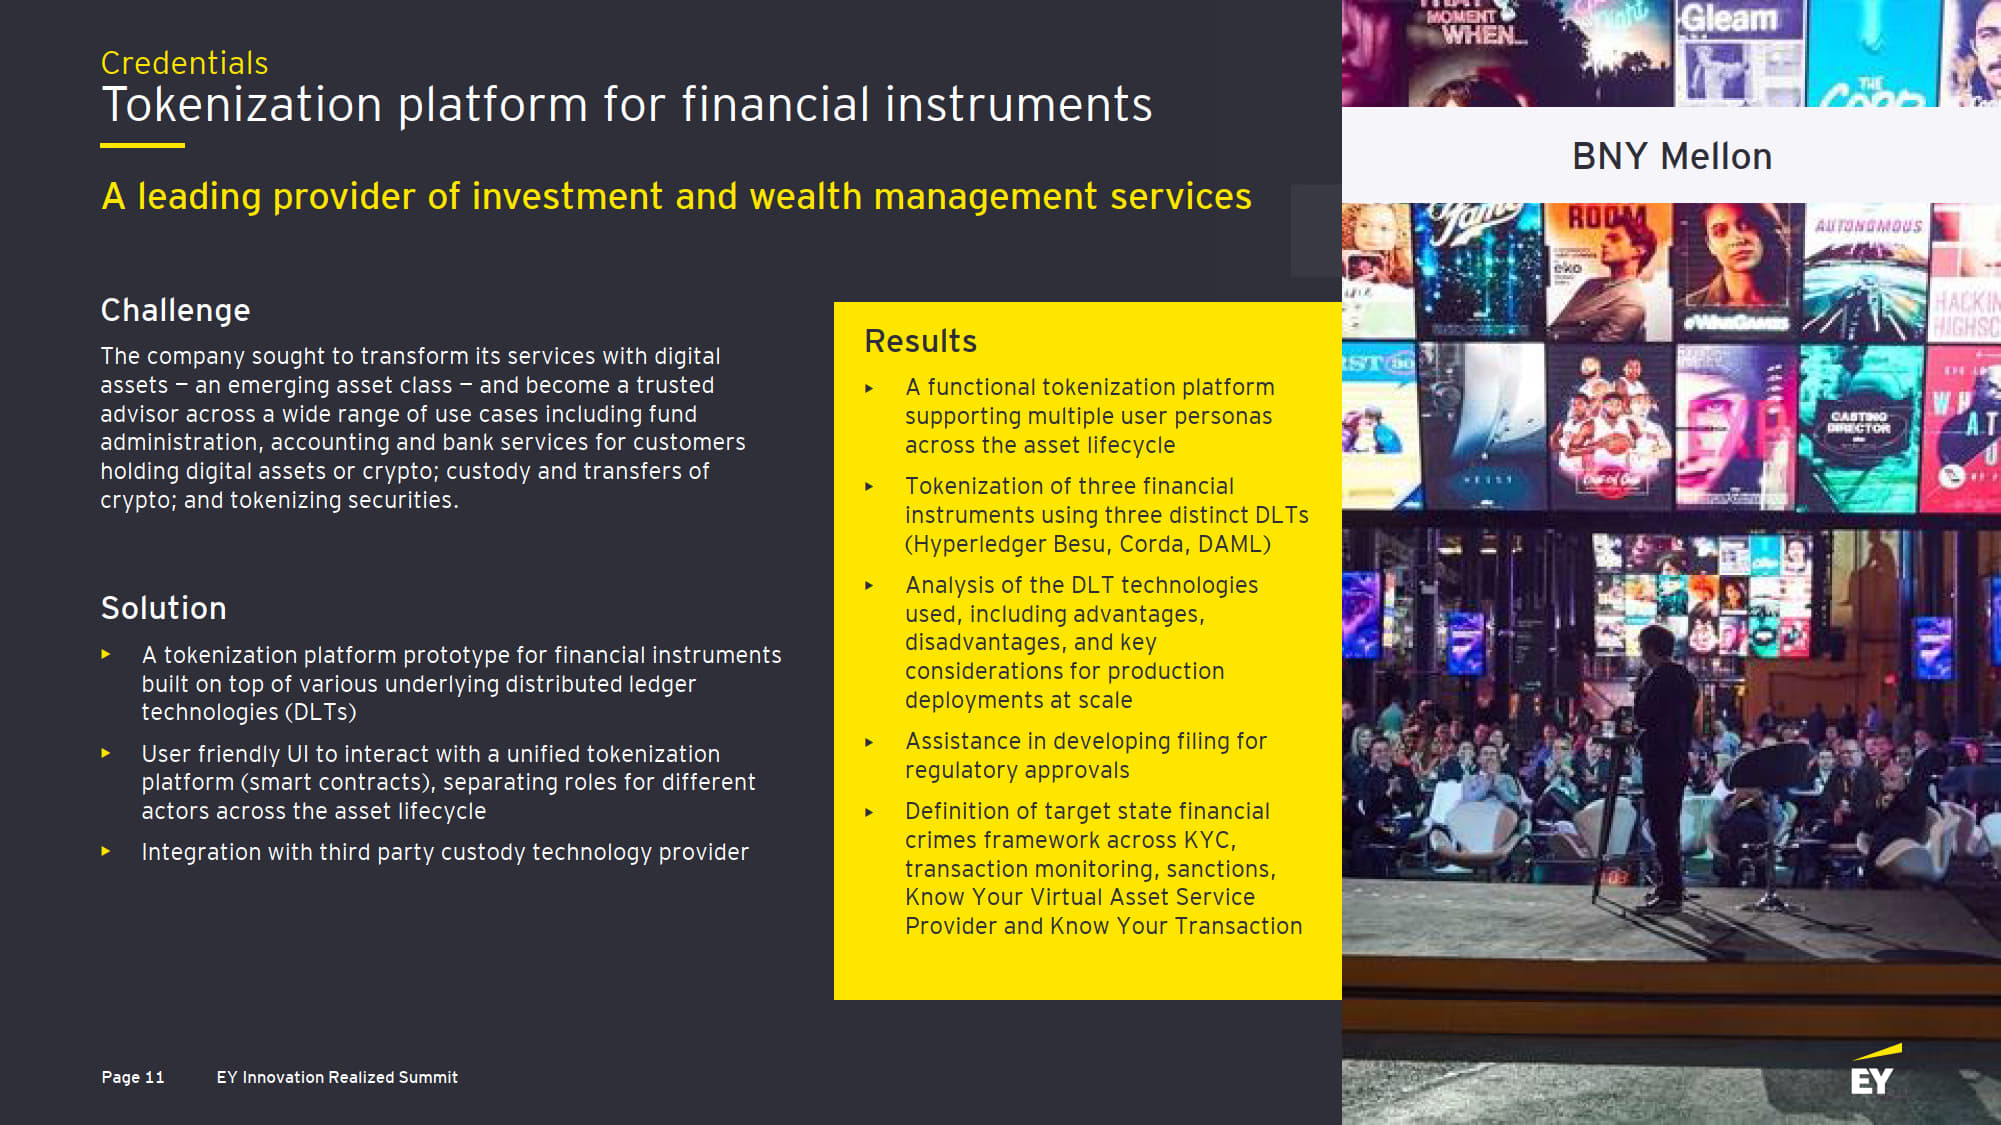 Credentials
Tokenization platform for financial instruments
A leading provider of investment and wealth management services
Challenge
The company sought to transform its services with digital
assets – an emerging asset class – and become a trusted
advisor across a wide range of use cases including fund
administration, accounting and bank services for customers
holding digital assets or crypto; custody and transfers of
crypto; and tokenizing securities.
Solution
▸ A tokenization platform prototype for financial instruments
built on top of various underlying distributed ledger
technologies (DLTs)
▸ User friendly UI to interact with a unified tokenization
platform (smart contracts), separating roles for different
actors across the asset lifecycle
▸ Integration with third party custody technology provider
Results
▸ A functional tokenization platform
supporting multiple user personas
across the asset lifecycle
▸ Tokenization of three financial
instruments using three distinct DLTs
(Hyperledger Besu, Corda, DAML)
▸ Analysis of the DLT technologies
used, including advantages,
disadvantages, and key
considerations for production
deployments at scale
▸ Assistance in developing filing for
regulatory approvals
▸ Definition of target state financial
crimes framework across KYC,
transaction monitoring, sanctions,
Know Your Virtual Asset Service
Provider and Know Your Transaction
MOMENT
WHEN...
Gleam
THE
BNY Mellon
ROOM
eko
#WARGAMES
AUTONOMOUS
CASTING
DIRECTOR
Page 11
EY Innovation Realized Summit
EY